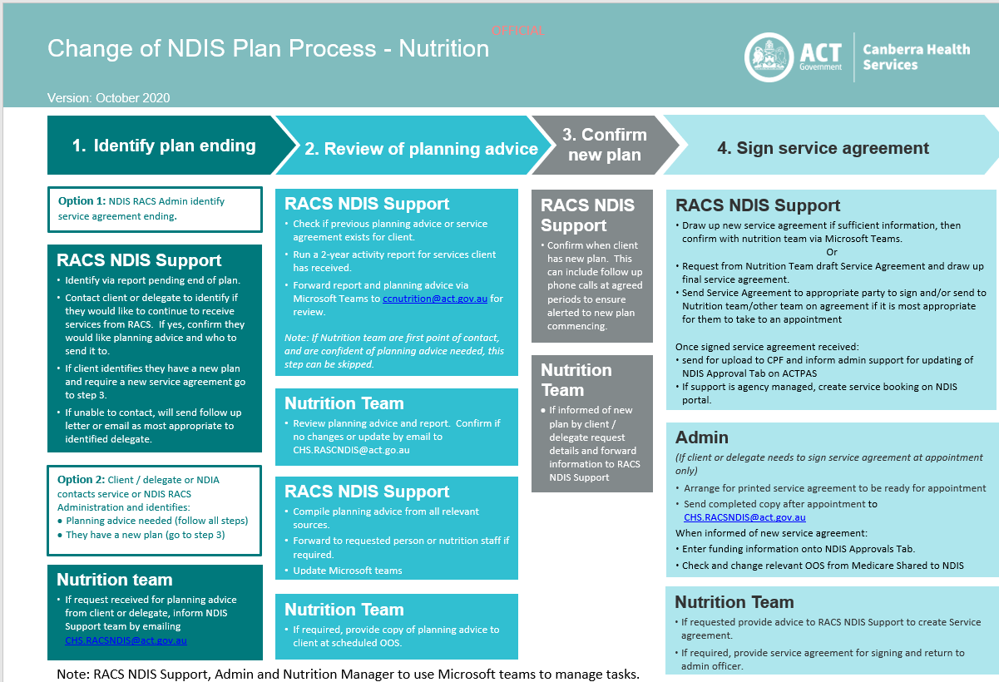 OFFICIAL
Change of NDIS Plan Process - Nutrition
Version: October 2020
ACT
Government
Canberra Health
Services
1. Identify plan ending
2. Review of planning advice
3. Confirm
new plan
4. Sign service agreement
Option 1: NDIS RACS Admin identify
service agreement ending.
RACS NDIS Support
• Identify via report pending end of plan.
• Contact client or delegate to identify if
they would like to continue to receive
services from RACS. If yes, confirm they
would like planning advice and who to
send it to.
• If client identifies they have a new plan
and require a new service agreement go
to step 3.
• If unable to contact, will send follow up
letter or email as most appropriate to
identified delegate.
Option 2: Client / delegate or NDIA
contacts service or NDIS RACS
Administration and identifies:
● Planning advice needed (follow all steps)
● They have a new plan (go to step 3)
Nutrition team
• If request received for planning advice
from client or delegate, inform NDIS
Support team by emailing
CHS.RACSNDIS@act.gov.au
RACS NDIS Support
• Check if previous planning advice or service
agreement exists for client.
• Run a 2-year activity report for services client
has received.
• Forward report and planning advice via
Microsoft Teams to ccnutrition@act.gov.au for
review.
Note: If Nutrition team are first point of contact,
and are confident of planning advice needed, this
step can be skipped.
Nutrition Team
• Review planning advice and report. Confirm if
no changes or update by email to
CHS.RASCNDIS@act.go.au
RACS NDIS Support
• Compile planning advice from all relevant
sources.
• Forward to requested person or nutrition staff if
required.
• Update Microsoft teams
Nutrition Team
• If required, provide copy of planning advice to
client at scheduled OOS.
RACS NDIS
Support
• Confirm when client
has new plan. This
can include follow up
phone calls at agreed
periods to ensure
alerted to new plan
commencing.
Nutrition
Team
● If informed of new
plan by client /
delegate request
details and forward
information to RACS
NDIS Support
RACS NDIS Support
• Draw up new service agreement if sufficient information, then
confirm with nutrition team via Microsoft Teams.
Or
• Request from Nutrition Team draft Service Agreement and draw up
final service agreement.
• Send Service Agreement to appropriate party to sign and/or send to
Nutrition team/other team on agreement if it is most appropriate
for them to take to an appointment
Once signed service agreement received:
• send for upload to CPF and inform admin support for updating of
NDIS Approval Tab on ACTPAS
• If support is agency managed, create service booking on NDIS
portal.
Admin
(If client or delegate needs to sign service agreement at appointment
only)
• Arrange for printed service agreement to be ready for appointment
• Send completed copy after appointment to
CHS.RACSNDIS@act.gov.au
When informed of new service agreement:
• Enter funding information onto NDIS Approvals Tab.
• Check and change relevant OOS from Medicare Shared to NDIS
Nutrition Team
• If requested provide advice to RACS NDIS Support to create Service
agreement.
• If required, provide service agreement for signing and return to
admin officer.
Note: RACS NDIS Support, Admin and Nutrition Manager to use Microsoft teams to manage tasks.